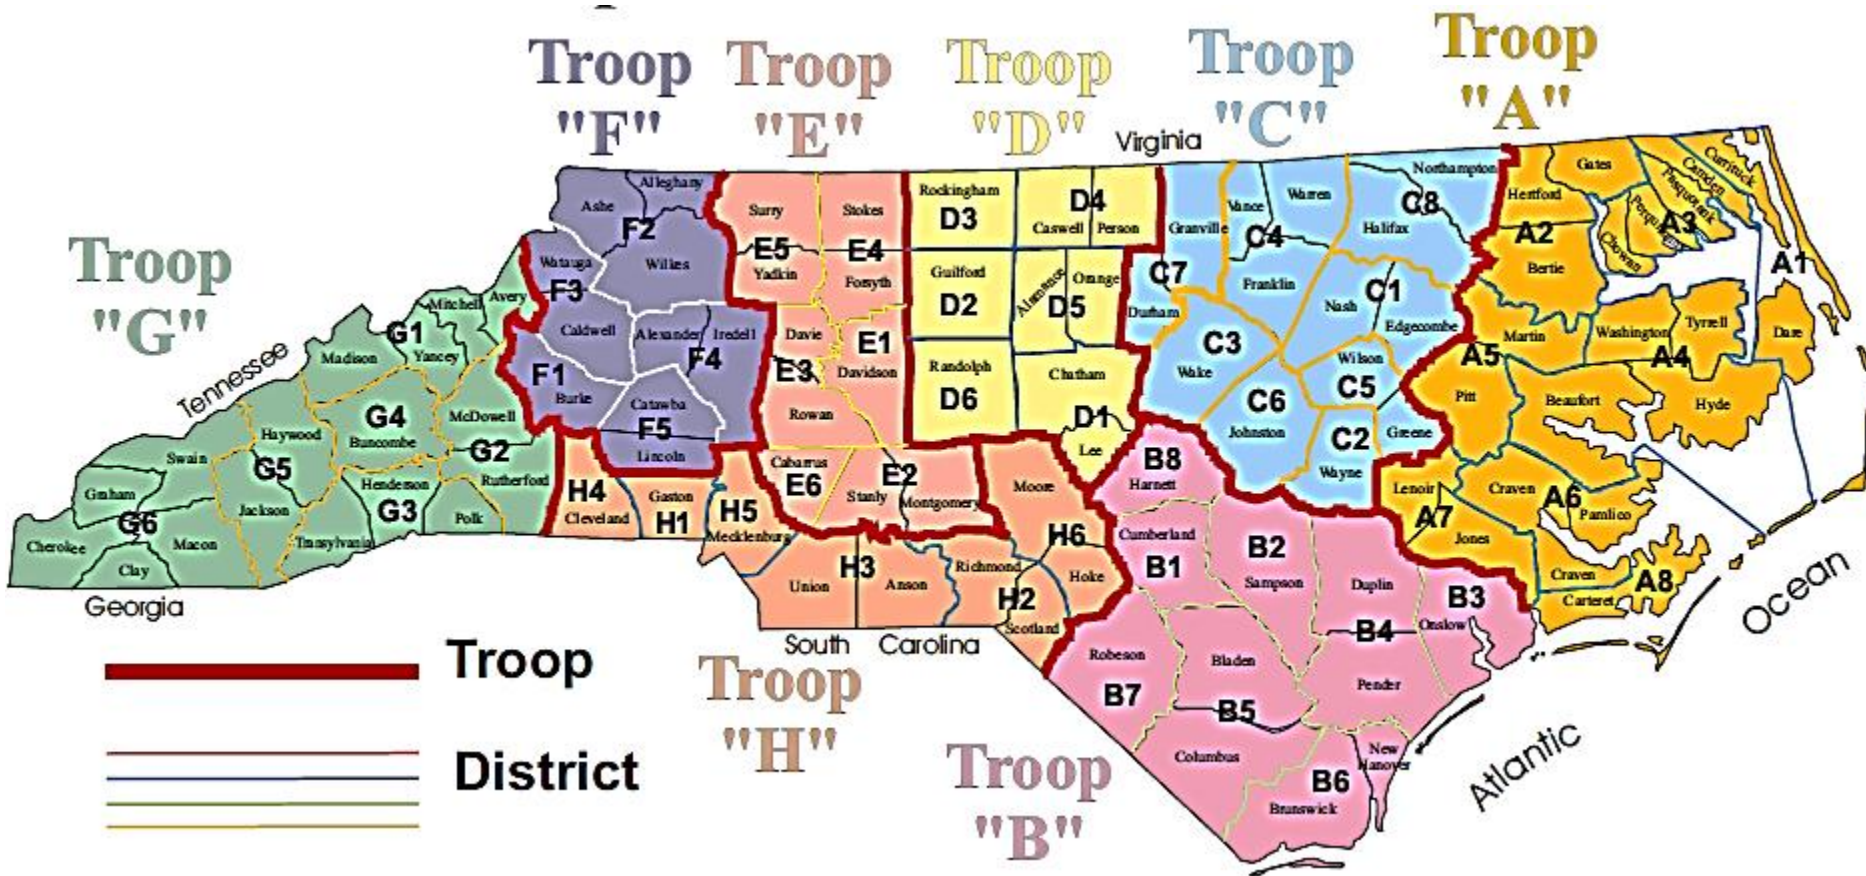 Troop
"F"
Troop
"E"
Troop
"D"
Troop
"C"
Troop
"A"
Troop
"G"
Virginia
Tennessee
Georgia
South Carolina
Atlantic
Ocean
Troop
"H"
Troop
"B"
Troop
District
Alleghany
Ashe
F2
Wilkes
Watauga
F3
Caldwell
Alexander
Iredell
F4
F1
Burke
Catawba
F5
Lincoln
Surry
Stokes
E5
E4
Yadkin
Forsyth
Davie
E1
E3
Davidson
Rowan
Cabarrus
E6
E2
Stanly
Montgomery
Rockingham
D3
D4
Caswell
Person
Guilford
D2
Alamance
Orange
D5
Randolph
D6
Chatham
D1
Lee
Northampton
Vance
Warren
C8
Granville
C4
Halifax
C7
Franklin
Nash
C1
Durham
Edgecombe
C3
Wake
Wilson
C5
C6
Johnston
C2
Wayne
Greene
Gates
Currituck
Camden
Pasquotank
Hertford
A2
A3
Chowan
Bertie
A1
Martin
Washington
Tyrrell
Dare
A5
A4
Pitt
Beaufort
Hyde
Lenoir
Craven
A6
Pamlico
A7
Jones
Craven
A8
Carteret
Mitchell
Avery
G1
Madison
Yancey
G4
Buncombe
McDowell
G2
Haywood
Swain
G5
Rutherford
Henderson
G3
Polk
Graham
G6
Jackson
Transylvania
Cherokee
Macon
Clay
H4
Cleveland
Gaston
H1
H5
Mecklenburg
Moore
H6
Union
H3
Anson
Richmond
Hoke
H2
Scotland
B8
Harnett
Cumberland
B1
B2
Sampson
Duplin
B3
Onslow
B4
Robeson
B7
Bladen
B5
Pender
Columbus
New
Hanover
B6
Brunswick